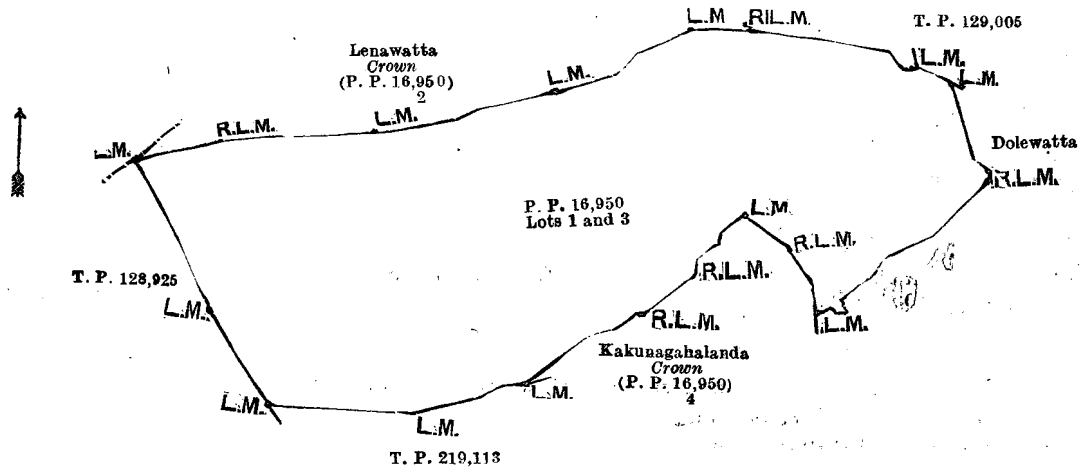 L.M RIL.M.
T. P. 129,005
Lenawatta
Crown
(P. P. 16,950)
2
L.M.
L.M.
L.M.
L.M.
R.L.M.
L.M.
Dolewatta
R.L.M.
P. P. 16,950
Lots 1 and 3
L.M.
R.L.M.
R.L.M.
T. P. 128,925
L.M.
R.L.M.
L.M.
Kakunagahalanda
Crown
(P. P. 16,950)
4
L.M.
L.M.
L.M.
T. P. 219,113